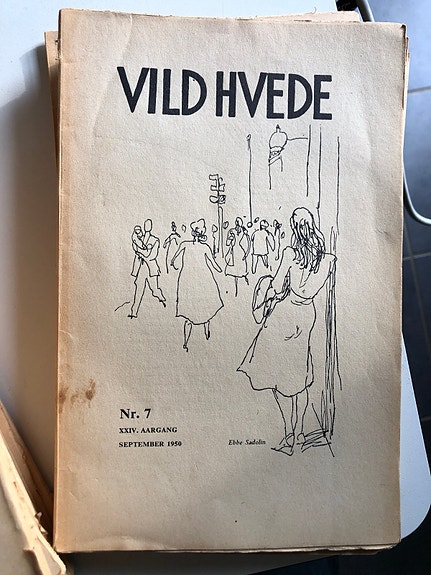 VILD HVEDE
Nr. 7
XXIV. AARGANG
SEPTEMBER 1950
Ebbe Sadolin